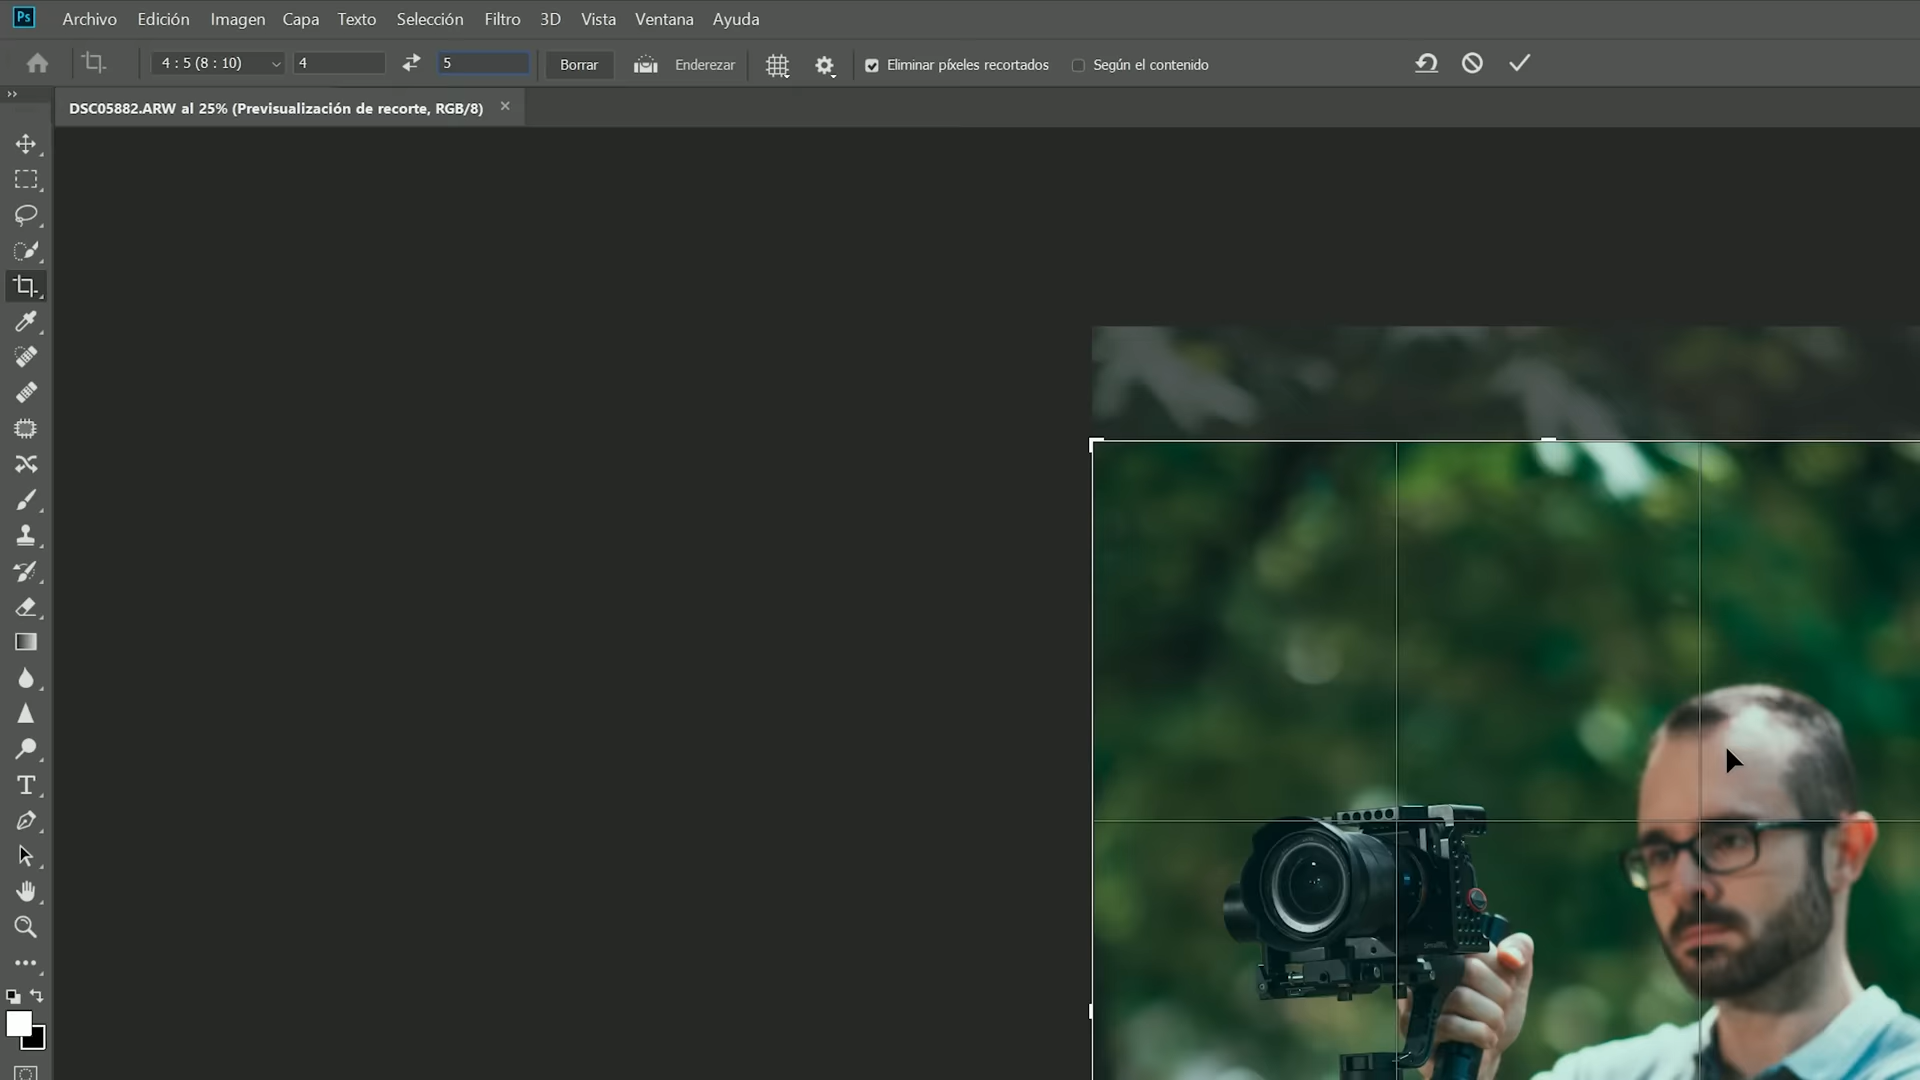 Ps Archivo Edición Imagen Capa Texto Selección Filtro 3D Vista Ventana Ayuda
4 : 5 (8 : 10) 4 5 Borrar Enderezar Eliminar píxeles recortados Según el contenido
DSC05882.ARW al 25% (Previsualización de recorte, RGB/8) ×